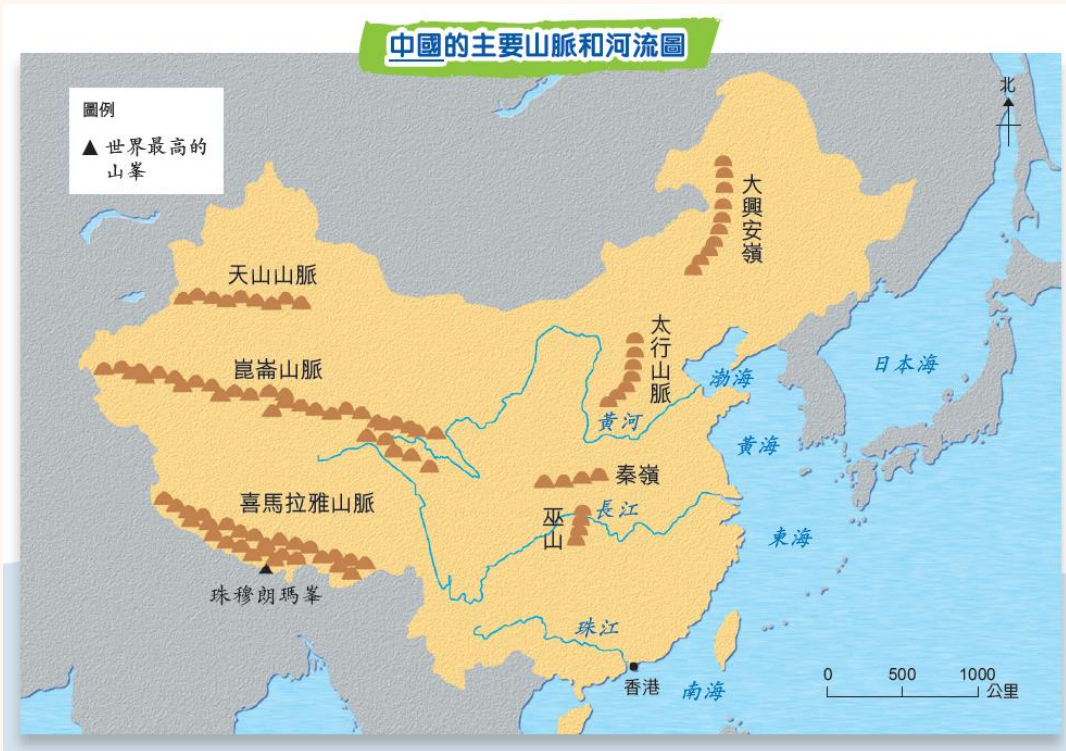 中國的主要山脈和河流圖
圖例
▲ 世界最高的
山峯
北
大興安嶺
天山山脈
太行山脈
崑崙山脈
渤海
日本海
黃河
黃海
秦嶺
喜馬拉雅山脈
長江
巫山
東海
珠穆朗瑪峯
珠江
香港
南海
0 500 1000
公里